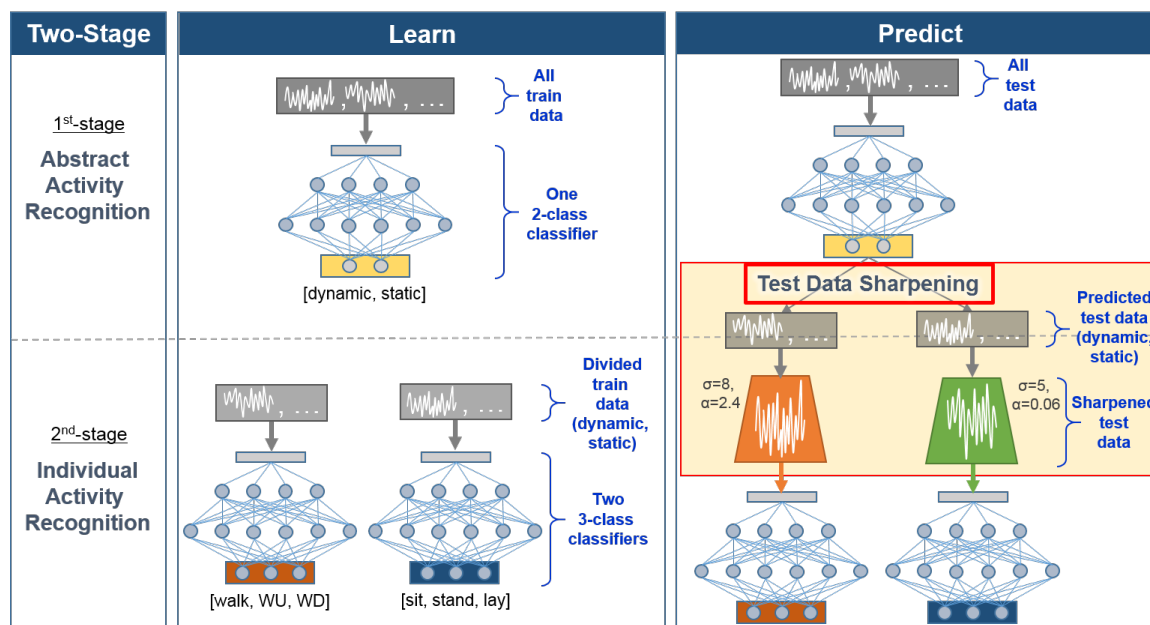 Two-Stage
Learn
Predict
1st-stage
Abstract
Activity
Recognition
, , ...
All
train
data
One
2-class
classifier
[dynamic, static]
, , ...
All
test
data
Test Data Sharpening
, ...
, ...
Predicted
test data
(dynamic,
static)
2nd-stage
Individual
Activity
Recognition
, ...
, ...
Divided
train
data
(dynamic,
static)
Two
3-class
classifiers
[walk, WU, WD]
[sit, stand, lay]
σ=8,
α=2.4
σ=5,
α=0.06
Sharpened
test
data